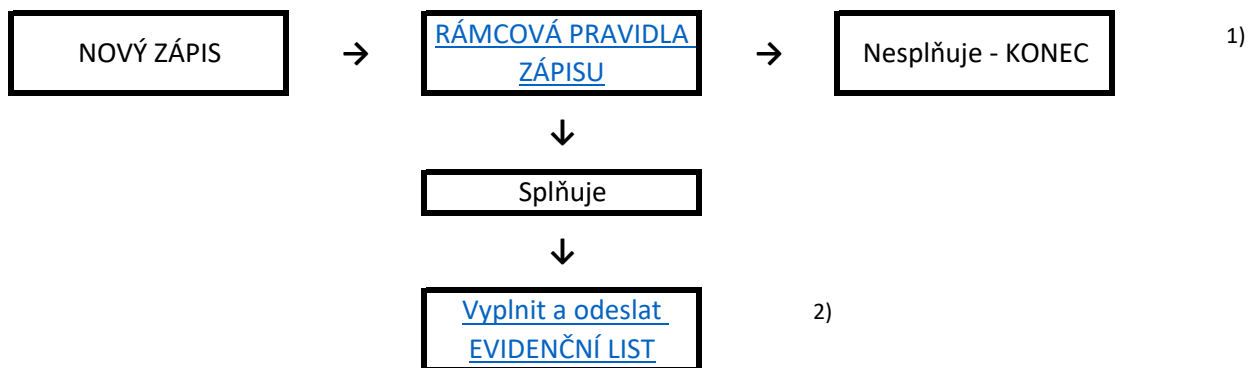 NOVÝ ZÁPIS → RÁMCOVÁ PRAVIDLA → Nesplňuje - KONEC 1)
ZÁPISU
↓
Splňuje
↓
Vyplnit a odeslat 2)
EVIDENČNÍ LIST